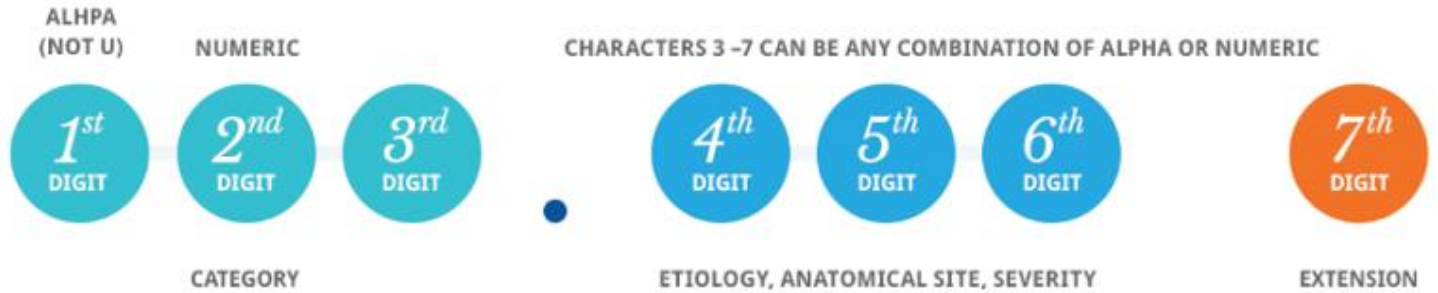 ALHPA
(NOT U)
NUMERIC
CHARACTERS 3 –7 CAN BE ANY COMBINATION OF ALPHA OR NUMERIC
1st
DIGIT
2nd
DIGIT
3rd
DIGIT
.
4th
DIGIT
5th
DIGIT
6th
DIGIT
7th
DIGIT
CATEGORY
ETIOLOGY, ANATOMICAL SITE, SEVERITY
EXTENSION